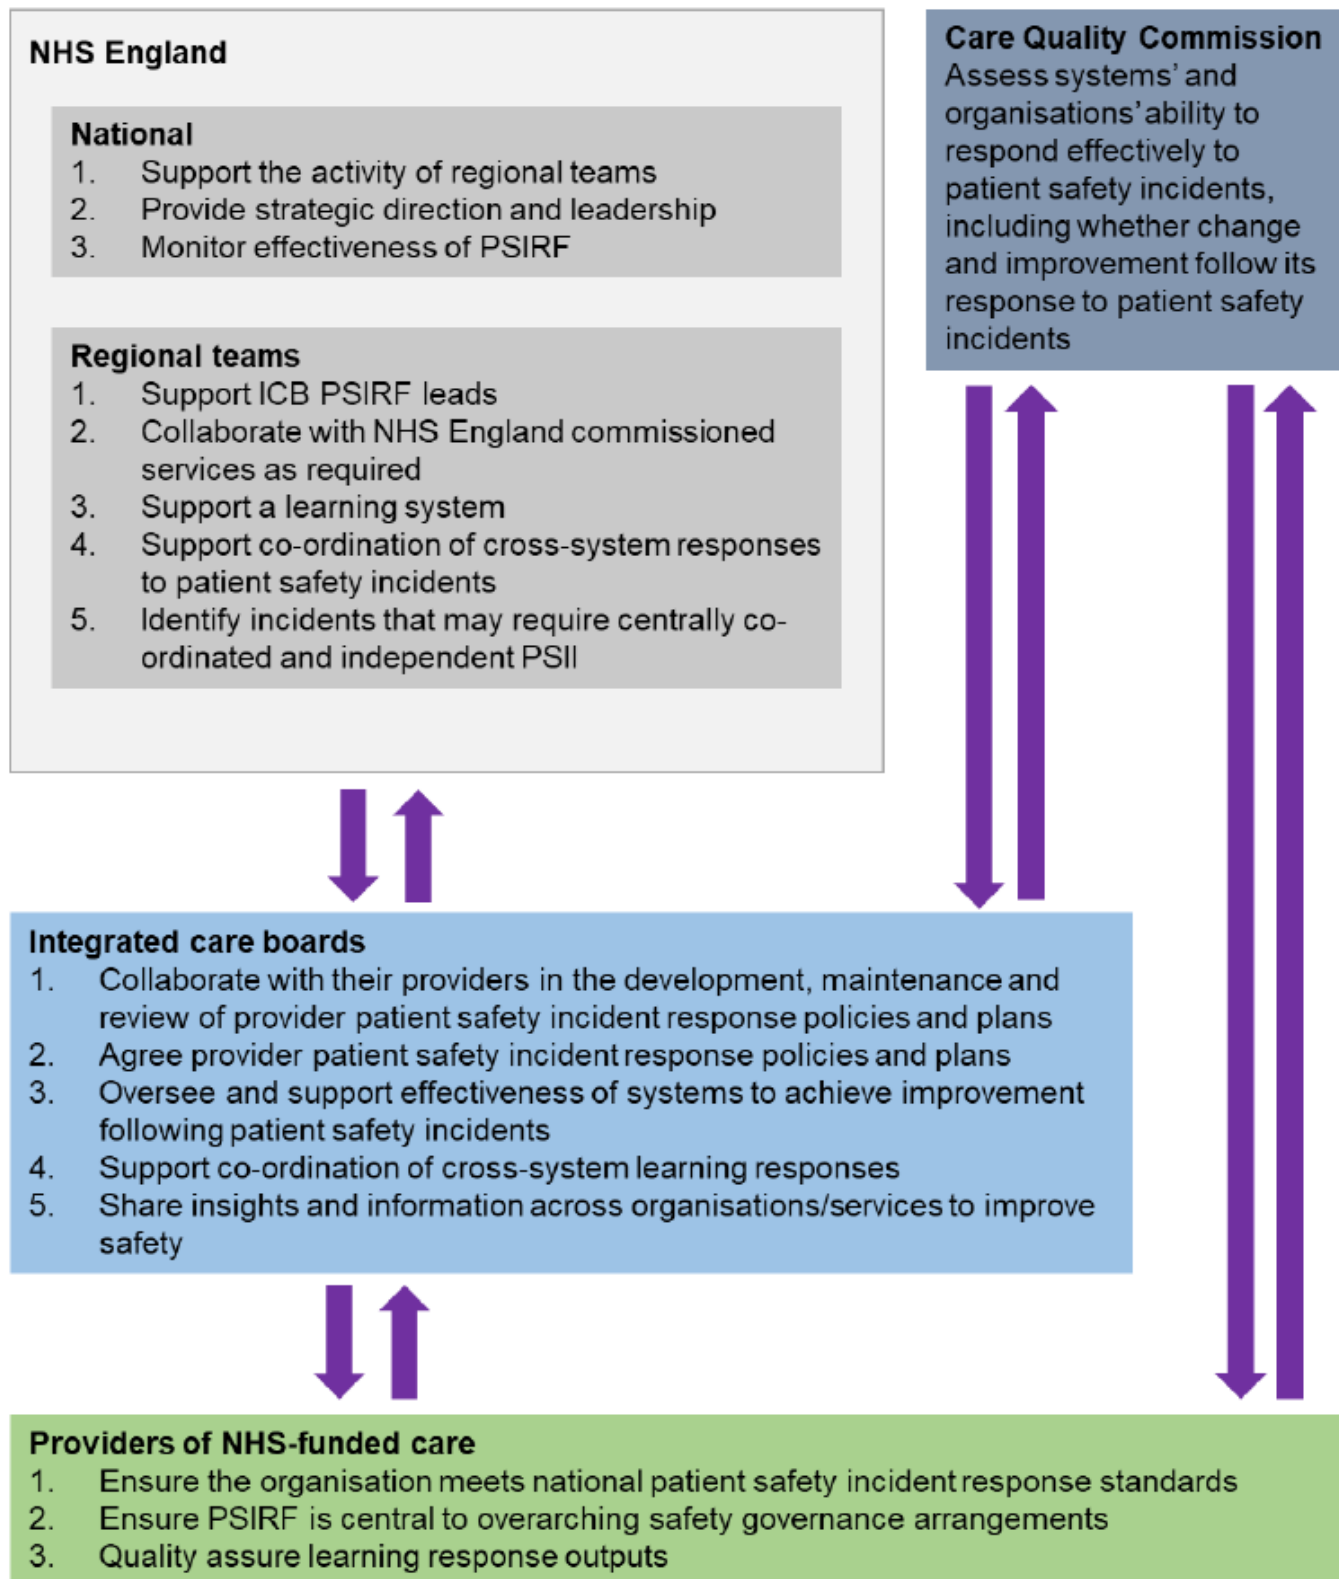 NHS England
National
1. Support the activity of regional teams
2. Provide strategic direction and leadership
3. Monitor effectiveness of PSIRF
Regional teams
1. Support ICB PSIRF leads
2. Collaborate with NHS England commissioned
services as required
3. Support a learning system
4. Support co-ordination of cross-system responses
to patient safety incidents
5. Identify incidents that may require centrally co-
ordinated and independent PSII
Care Quality Commission
Assess systems' and
organisations' ability to
respond effectively to
patient safety incidents,
including whether change
and improvement follow its
response to patient safety
incidents
Integrated care boards
1. Collaborate with their providers in the development, maintenance and
review of provider patient safety incident response policies and plans
2. Agree provider patient safety incident response policies and plans
3. Oversee and support effectiveness of systems to achieve improvement
following patient safety incidents
4. Support co-ordination of cross-system learning responses
5. Share insights and information across organisations/services to improve
safety
Providers of NHS-funded care
1. Ensure the organisation meets national patient safety incident response standards
2. Ensure PSIRF is central to overarching safety governance arrangements
3. Quality assure learning response outputs